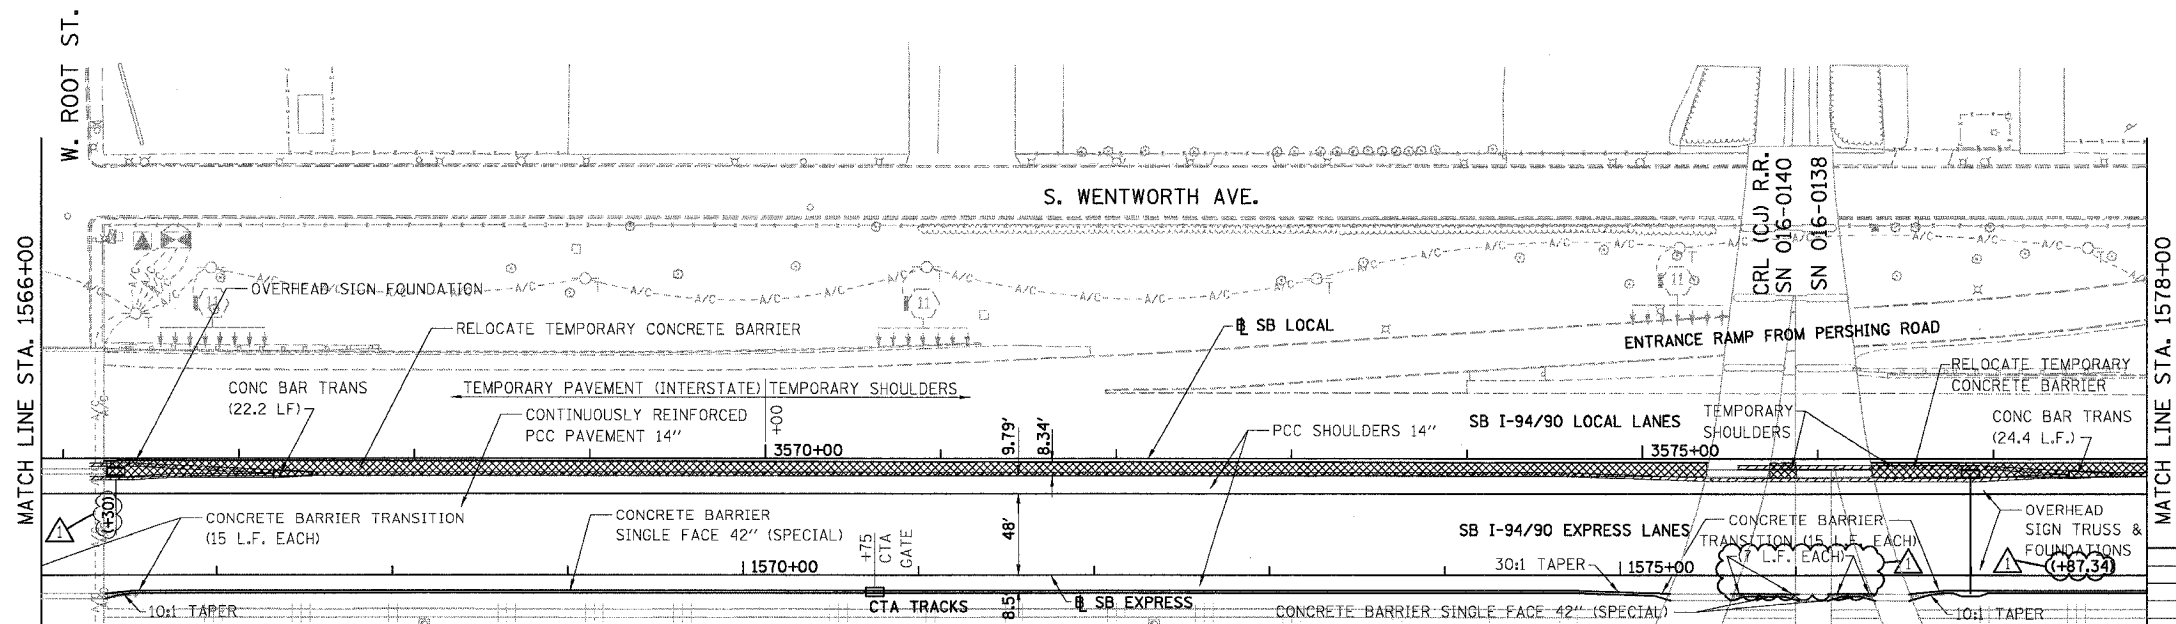 W. ROOT ST.
S. WENTWORTH AVE.
CRL (CJ) R.R.
SN 016-0140
SN 016-0138
MATCH LINE STA. 1566+00
MATCH LINE STA. 1578+00
OVERHEAD SIGN FOUNDATION
RELOCATE TEMPORARY CONCRETE BARRIER
11
11
11
A/C
A/C
A/C
A/C
A/C
A/C
A/C
A/C
A/C
A/C
℄ SB LOCAL
ENTRANCE RAMP FROM PERSHING ROAD
RELOCATE TEMPORARY
CONCRETE BARRIER
CONC BAR TRANS
(22.2 LF)
TEMPORARY PAVEMENT (INTERSTATE)
TEMPORARY SHOULDERS
CONTINUOUSLY REINFORCED
PCC PAVEMENT 14"
+00
3570+00
9.79'
8.34'
PCC SHOULDERS 14"
SB I-94/90 LOCAL LANES
TEMPORARY
SHOULDERS
3575+00
CONC BAR TRANS
(24.4 L.F.)
(+30)
1
CONCRETE BARRIER TRANSITION
(15 L.F. EACH)
CONCRETE BARRIER
SINGLE FACE 42" (SPECIAL)
+75
CTA
GATE
48'
SB I-94/90 EXPRESS LANES
CONCRETE BARRIER
TRANSITION (15 L.F. EACH)
(7 L.F. EACH)
1
OVERHEAD
SIGN TRUSS &
FOUNDATIONS
1
(+87.34)
30:1 TAPER
1570+00
1575+00
10:1 TAPER
CTA TRACKS
8.5'
℄ SB EXPRESS
CONCRETE BARRIER SINGLE FACE 42" (SPECIAL)
10:1 TAPER